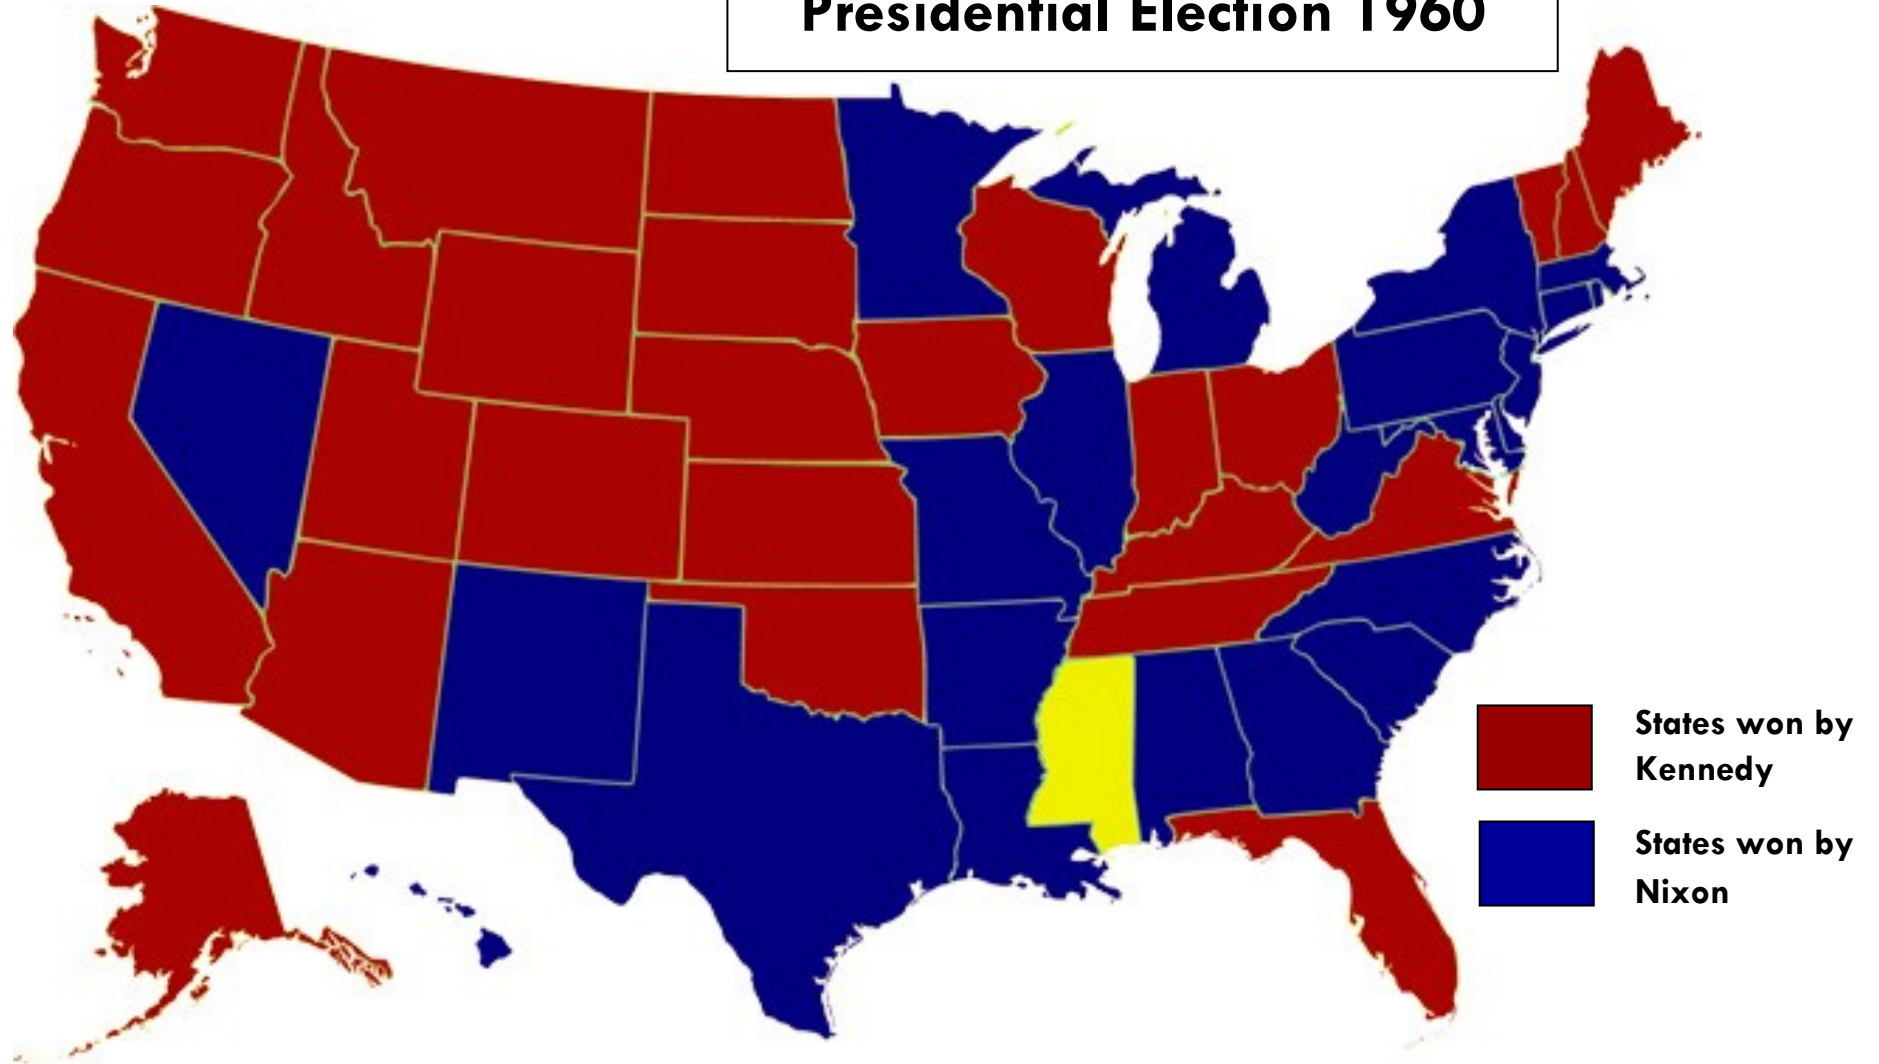 Presidential Election 1960
States won by
Kennedy
States won by
Nixon